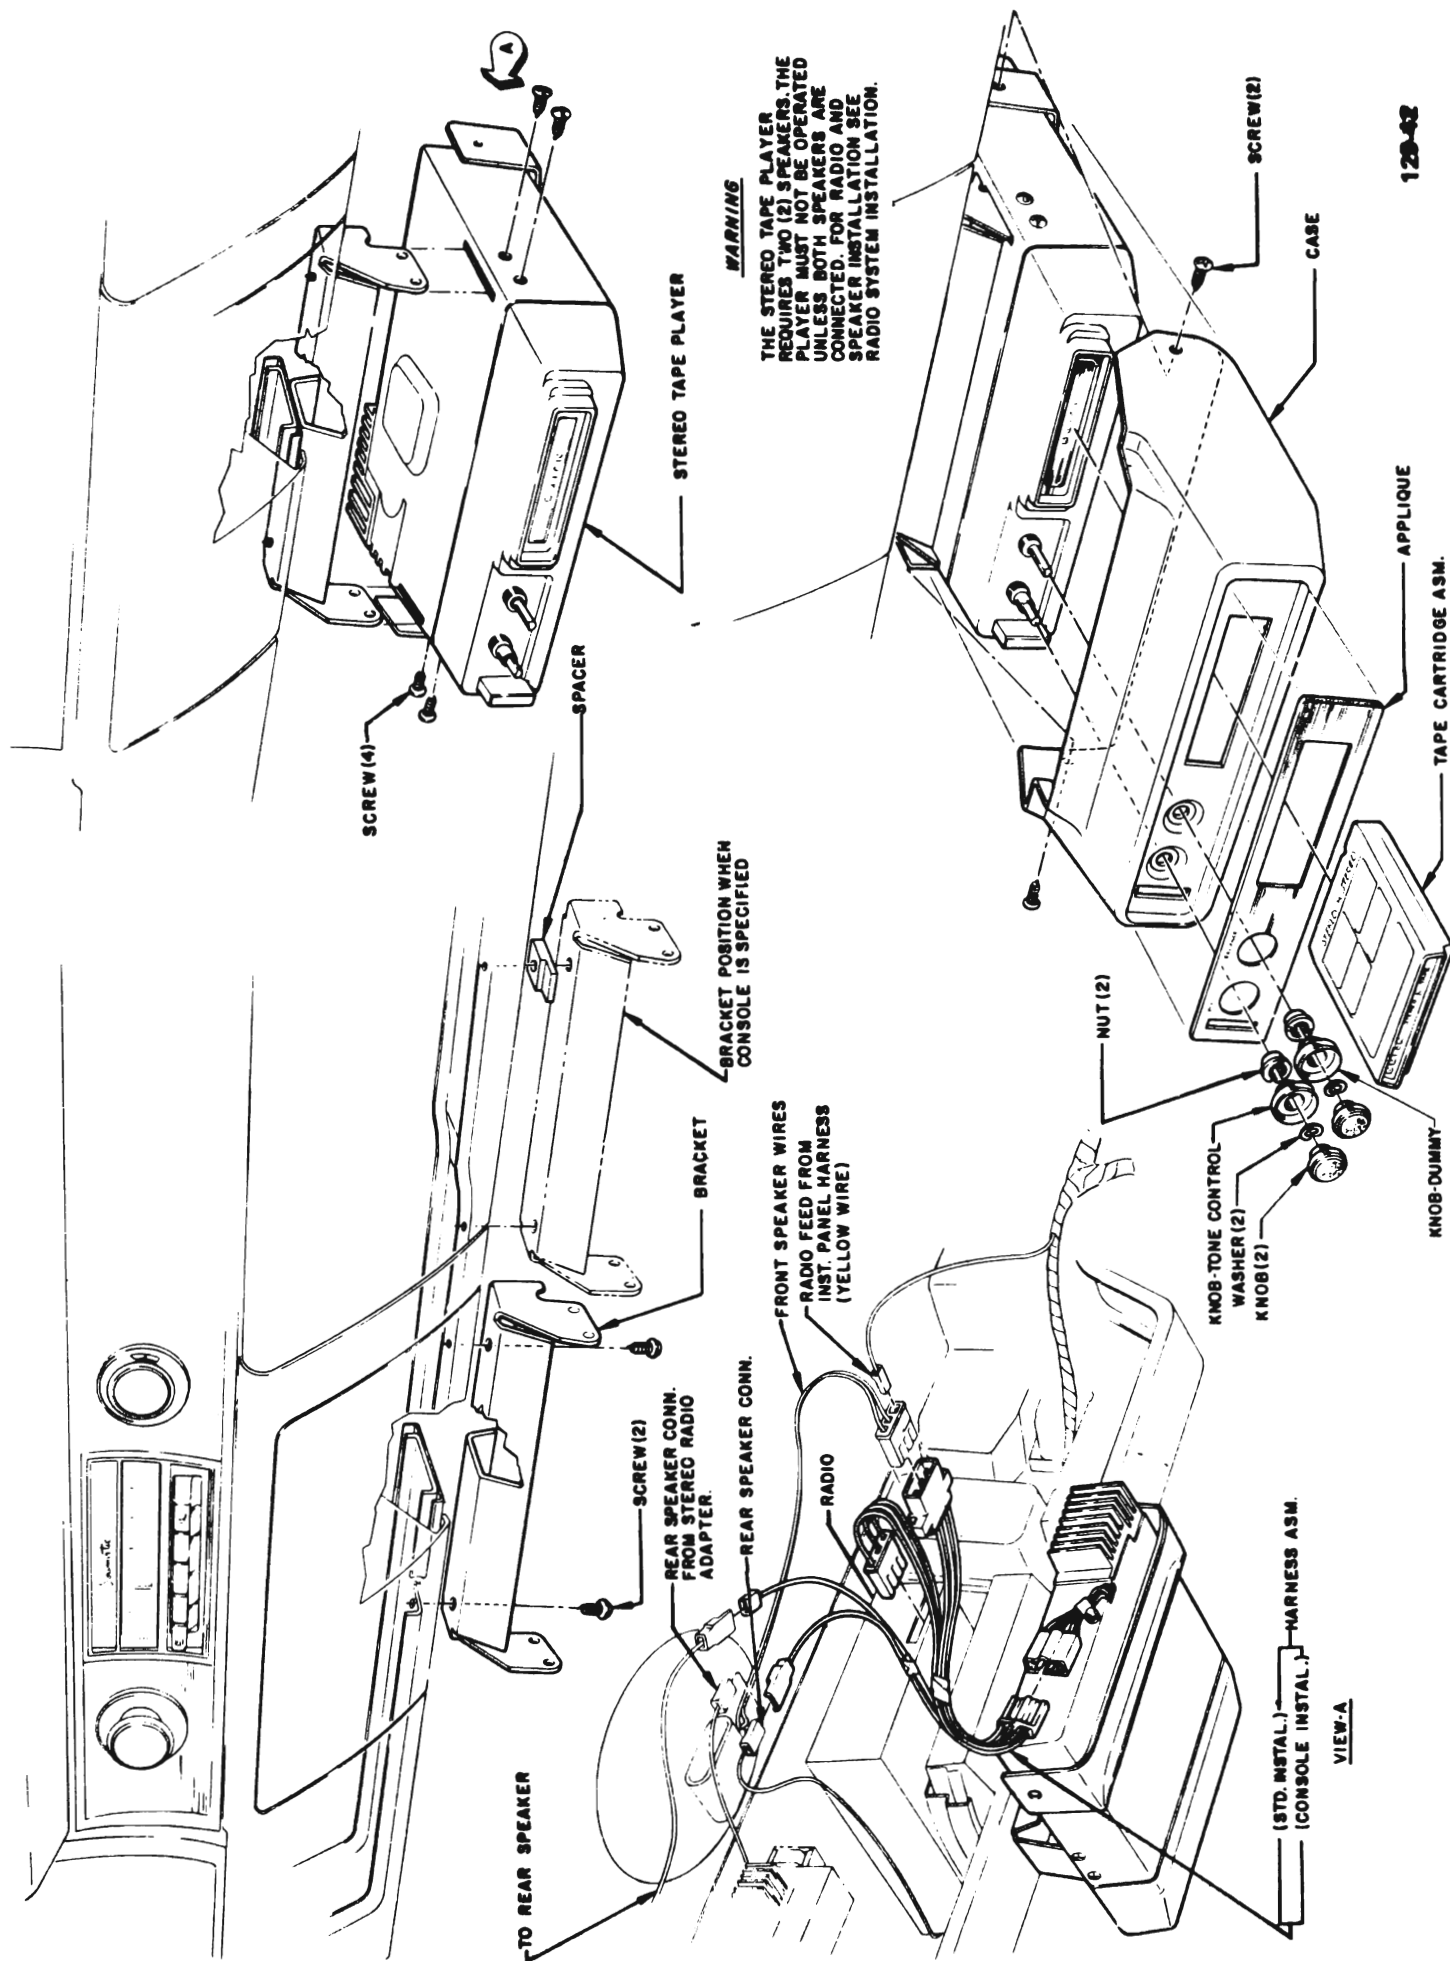 SCREW(4)
SPACER
STEREO TAPE PLAYER
A
BRACKET POSITION WHEN
CONSOLE IS SPECIFIED
BRACKET
SCREW(2)
WARNING
THE STEREO TAPE PLAYER
REQUIRES TWO (2) SPEAKERS. THE
PLAYER MUST NOT BE OPERATED
UNLESS BOTH SPEAKERS ARE
CONNECTED. FOR RADIO AND
SPEAKER INSTALLATION SEE
RADIO SYSTEM INSTALLATION.
TO REAR SPEAKER
REAR SPEAKER CONN.
FROM STEREO RADIO
ADAPTER.
REAR SPEAKER CONN.
FRONT SPEAKER WIRES
RADIO FEED FROM
INST. PANEL HARNESS
(YELLOW WIRE)
RADIO
(STD. INSTAL.)
(CONSOLE INSTAL.)
HARNESS ASM.
VIEW-A
NUT(2)
KNOB-TONE CONTROL
WASHER(2)
KNOB(2)
KNOB-DUMMY
SCREW(2)
CASE
APPLIQUE
TAPE CARTRIDGE ASM.